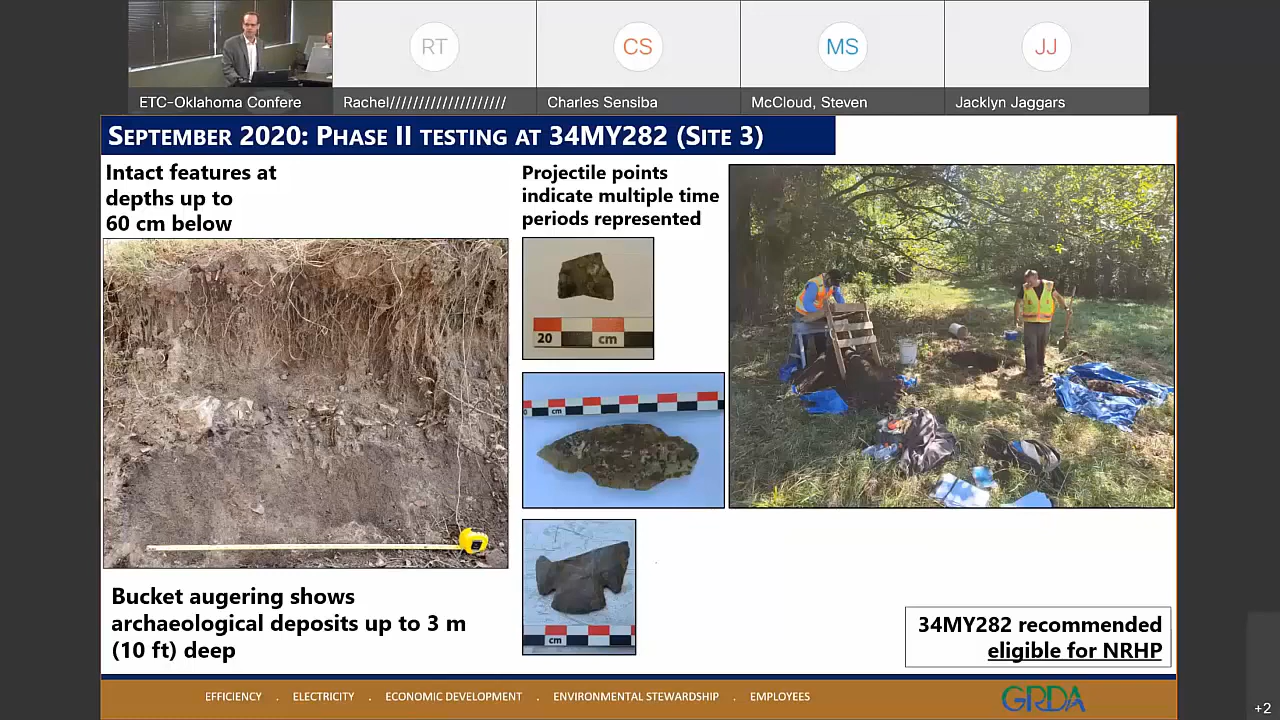 RT
CS
MS
JJ
ETC-Oklahoma Confere
Rachel////////////////////
Charles Sensiba
McCloud, Steven
Jacklyn Jaggars
September 2020: Phase II testing at 34MY282 (Site 3)
Intact features at
depths up to
60 cm below
Projectile points
indicate multiple time
periods represented
20 cm
0 cm
cm
Bucket augering shows
archaeological deposits up to 3 m
(10 ft) deep
34MY282 recommended
eligible for NRHP
EFFICIENCY . ELECTRICITY . ECONOMIC DEVELOPMENT . ENVIRONMENTAL STEWARDSHIP . EMPLOYEES
GRDA
+2